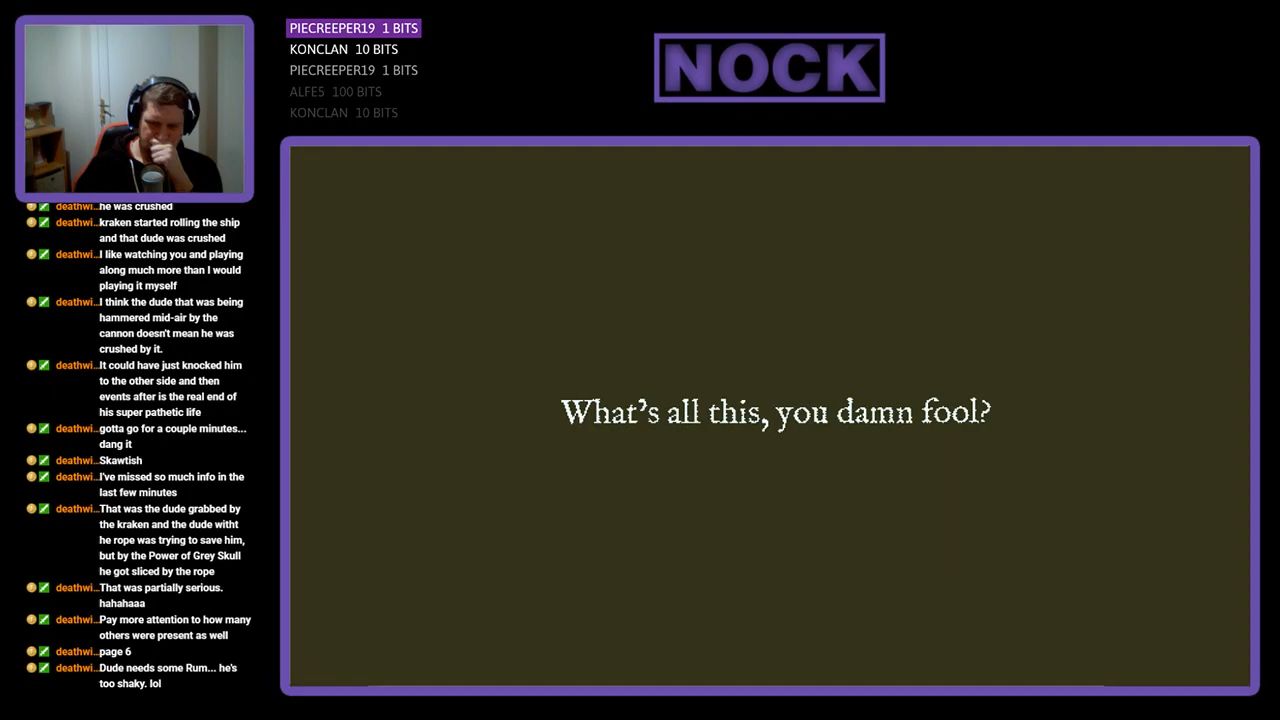 PIECREEPER19 1 BITS
KONCLAN 10 BITS
PIECREEPER19 1 BITS
ALFES 100 BITS
KONCLAN 10 BITS
NOCK
deathwi...he was crushed
deathwi...kraken started rolling the ship
and that dude was crushed
deathwi...I like watching you and playing
along much more than I would
playing it myself
deathwi...I think the dude that was being
hammered mid-air by the
cannon doesn't mean he was
crushed by it.
deathwi...It could have just knocked him
to the other side and then
events after is the real end of
his super pathetic life
deathwi...gotta go for a couple minutes...
dang it
deathwi...Skawtish
deathwi...I've missed so much info in the
last few minutes
deathwi...That was the dude grabbed by
the kraken and the dude witht
he rope was trying to save him,
but by the Power of Grey Skull
he got sliced by the rope
deathwi...That was partially serious.
hahahaaa
deathwi...Pay more attention to how many
others were present as well
deathwi...page 6
deathwi...Dude needs some Rum... he's
too shaky. lol
What's all this, you damn fool?